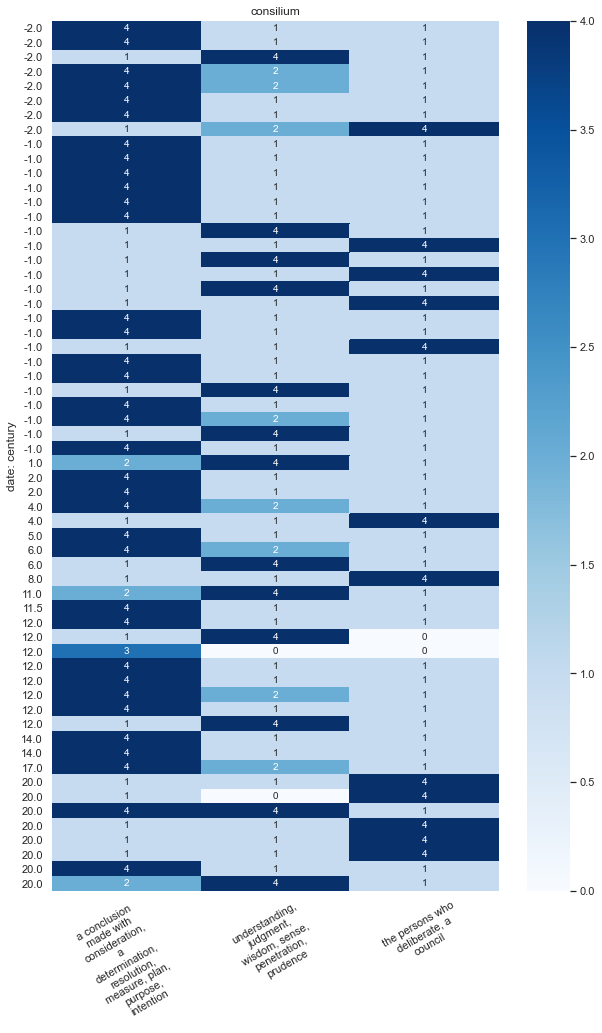 consilium
-2.0 4 1 1
-2.0 4 1 1
-2.0 1 4 1
-2.0 4 2 1
-2.0 4 2 1
-2.0 4 1 1
-2.0 4 1 1
-2.0 1 2 4
-1.0 4 1 1
-1.0 4 1 1
-1.0 4 1 1
-1.0 4 1 1
-1.0 4 1 1
-1.0 4 1 1
-1.0 1 4 1
-1.0 1 1 4
-1.0 1 4 1
-1.0 1 1 4
-1.0 1 4 1
-1.0 1 1 4
-1.0 4 1 1
-1.0 4 1 1
-1.0 1 1 4
-1.0 4 1 1
-1.0 4 1 1
-1.0 1 4 1
-1.0 4 1 1
-1.0 4 2 1
-1.0 1 4 1
-1.0 4 1 1
1.0 2 4 1
2.0 4 1 1
2.0 4 1 1
4.0 4 2 1
4.0 1 1 4
5.0 4 1 1
6.0 4 2 1
6.0 1 4 1
8.0 1 1 4
11.0 2 4 1
11.5 4 1 1
12.0 4 1 1
12.0 1 4 0
12.0 3 0 0
12.0 4 1 1
12.0 4 1 1
12.0 4 2 1
12.0 4 1 1
12.0 1 4 1
14.0 4 1 1
14.0 4 1 1
17.0 4 2 1
20.0 1 1 4
20.0 1 0 4
20.0 4 4 1
20.0 1 1 4
20.0 1 1 4
20.0 1 1 4
20.0 4 1 1
20.0 2 4 1
date: century
a conclusion
made with
consideration,
a
determination,
resolution,
measure, plan,
purpose,
intention
understanding,
judgment,
wisdom, sense,
penetration,
prudence
the persons who
deliberate, a
council
4.0
3.5
3.0
2.5
2.0
1.5
1.0
0.5
0.0